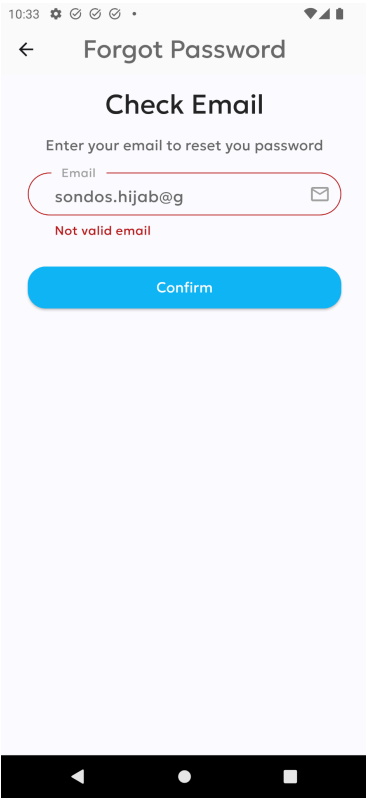 10:33
Forgot Password
Check Email
Enter your email to reset you password
Email
sondos.hijab@g
Not valid email
Confirm